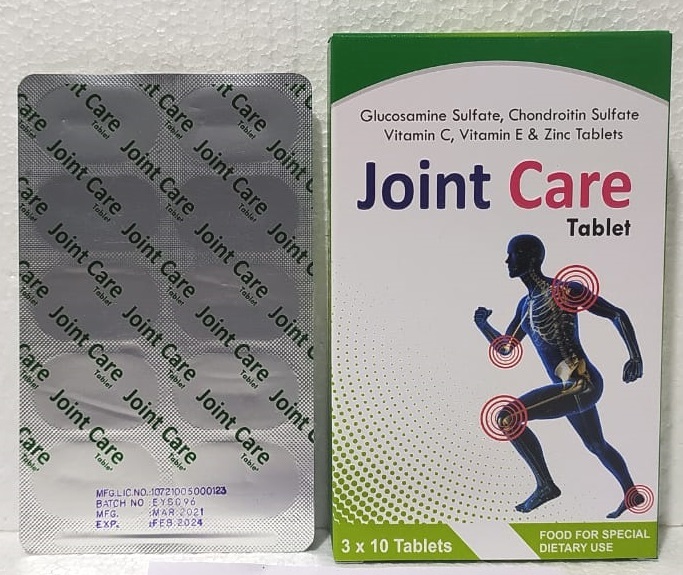 Joint Care
Tablet
MFG.LIC.NO.:10721005000123
BATCH NO :EYSC96
MFG. :MAR.2021
EXP. :FEB.2024
Glucosamine Sulfate, Chondroitin Sulfate
Vitamin C, Vitamin E & Zinc Tablets
Joint Care
Tablet
3 x 10 Tablets
FOOD FOR SPECIAL
DIETARY USE